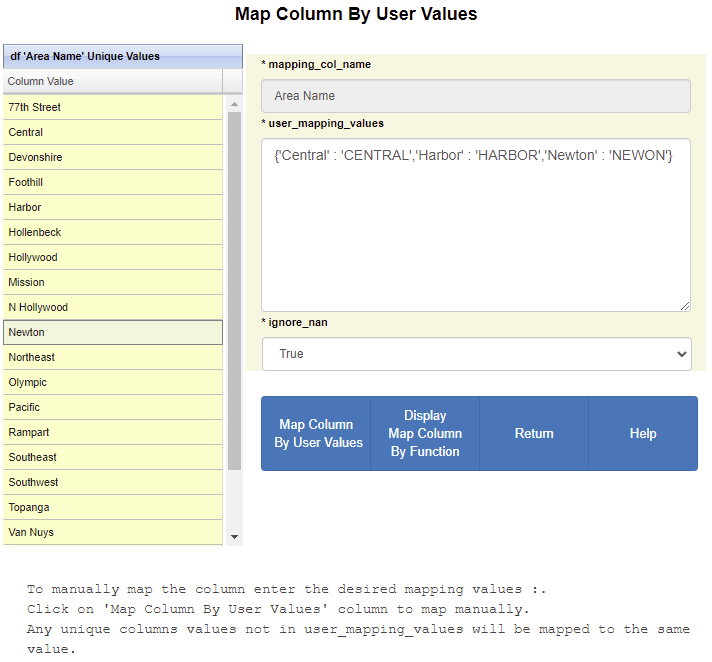 Map Column By User Values
df 'Area Name' Unique Values
Column Value
77th Street
Central
Devonshire
Foothill
Harbor
Hollenbeck
Hollywood
Mission
N Hollywood
Newton
Northeast
Olympic
Pacific
Rampart
Southeast
Southwest
Topanga
Van Nuys
* mapping_col_name
Area Name
* user_mapping_values
{'Central' : 'CENTRAL','Harbor' : 'HARBOR','Newton' : 'NEWON'}
* ignore_nan
True
Map Column
By User Values
Display
Map Column
By Function
Return
Help
To manually map the column enter the desired mapping values :.
Click on 'Map Column By User Values' column to map manually.
Any unique columns values not in user_mapping_values will be mapped to the same
value.